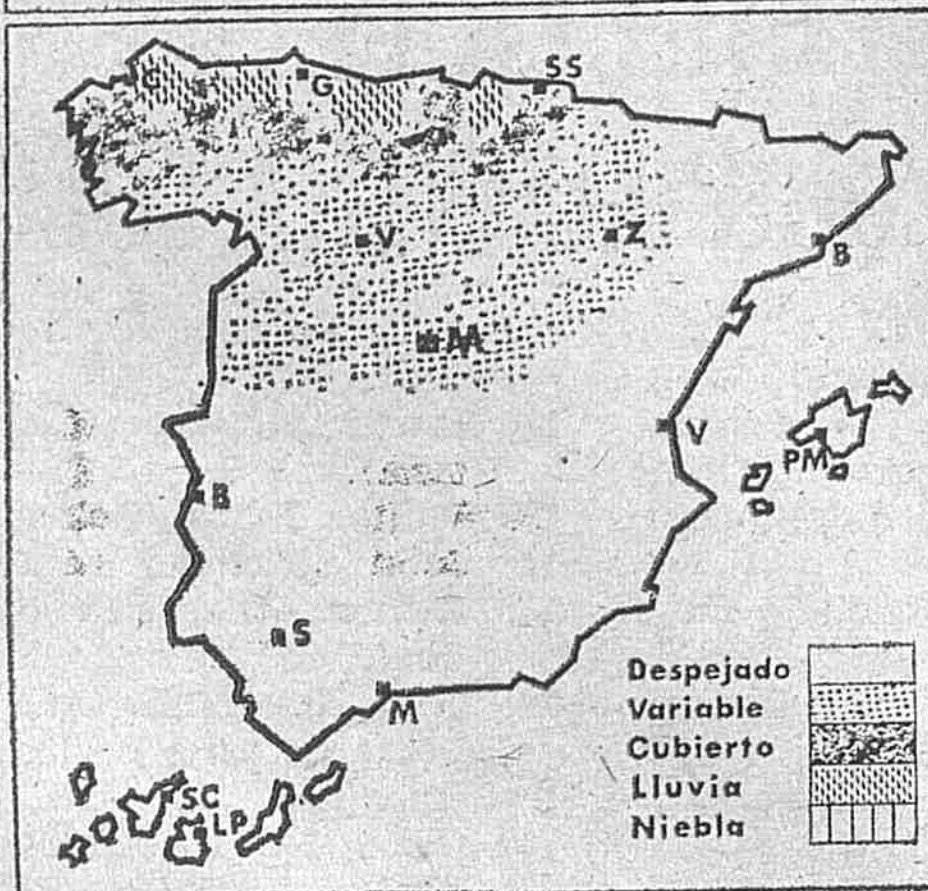 C
G
SS
V
Z
B
M
V
PM
B
S
M
SC
LP
Despejado
Variable
Cubierto
Lluvia
Niebla